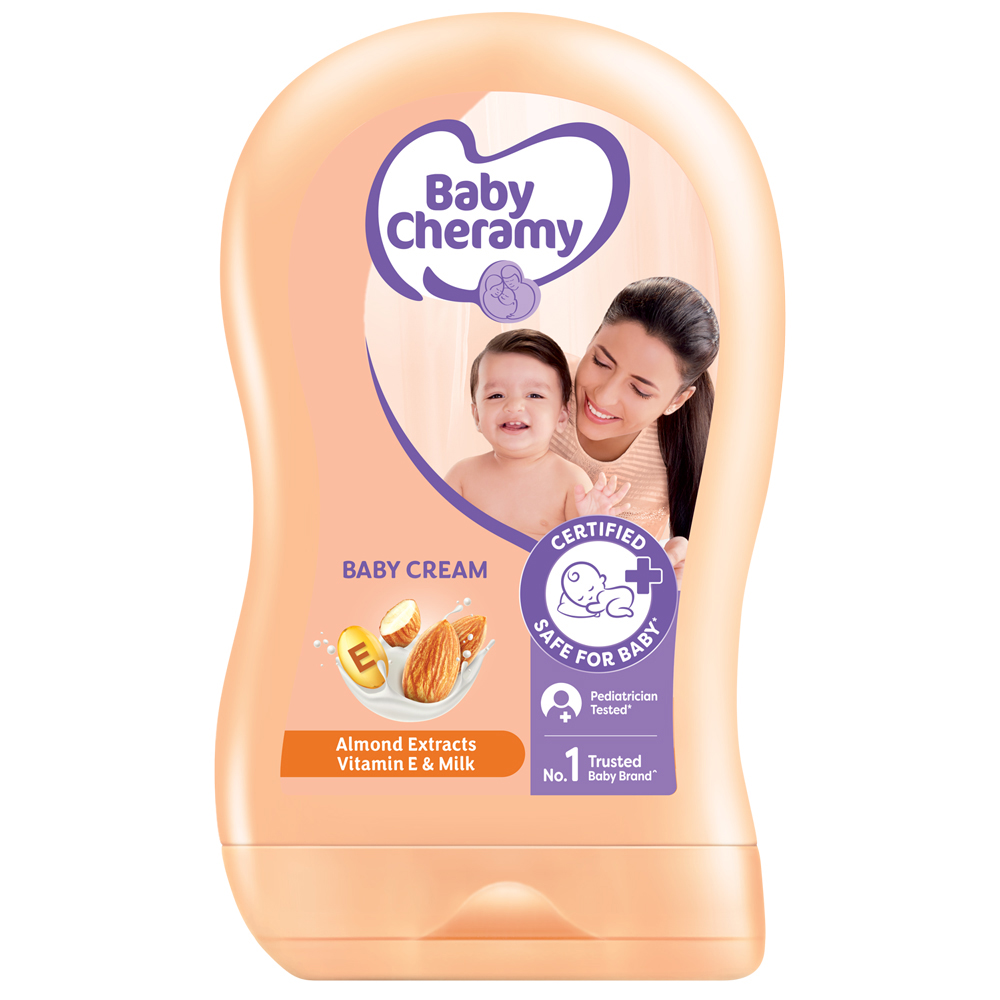 Baby
Cheramy
BABY CREAM
E
Almond Extracts
Vitamin E & Milk
CERTIFIED
SAFE FOR BABY*
Pediatrician
Tested*
No.1 Trusted
Baby Brand^